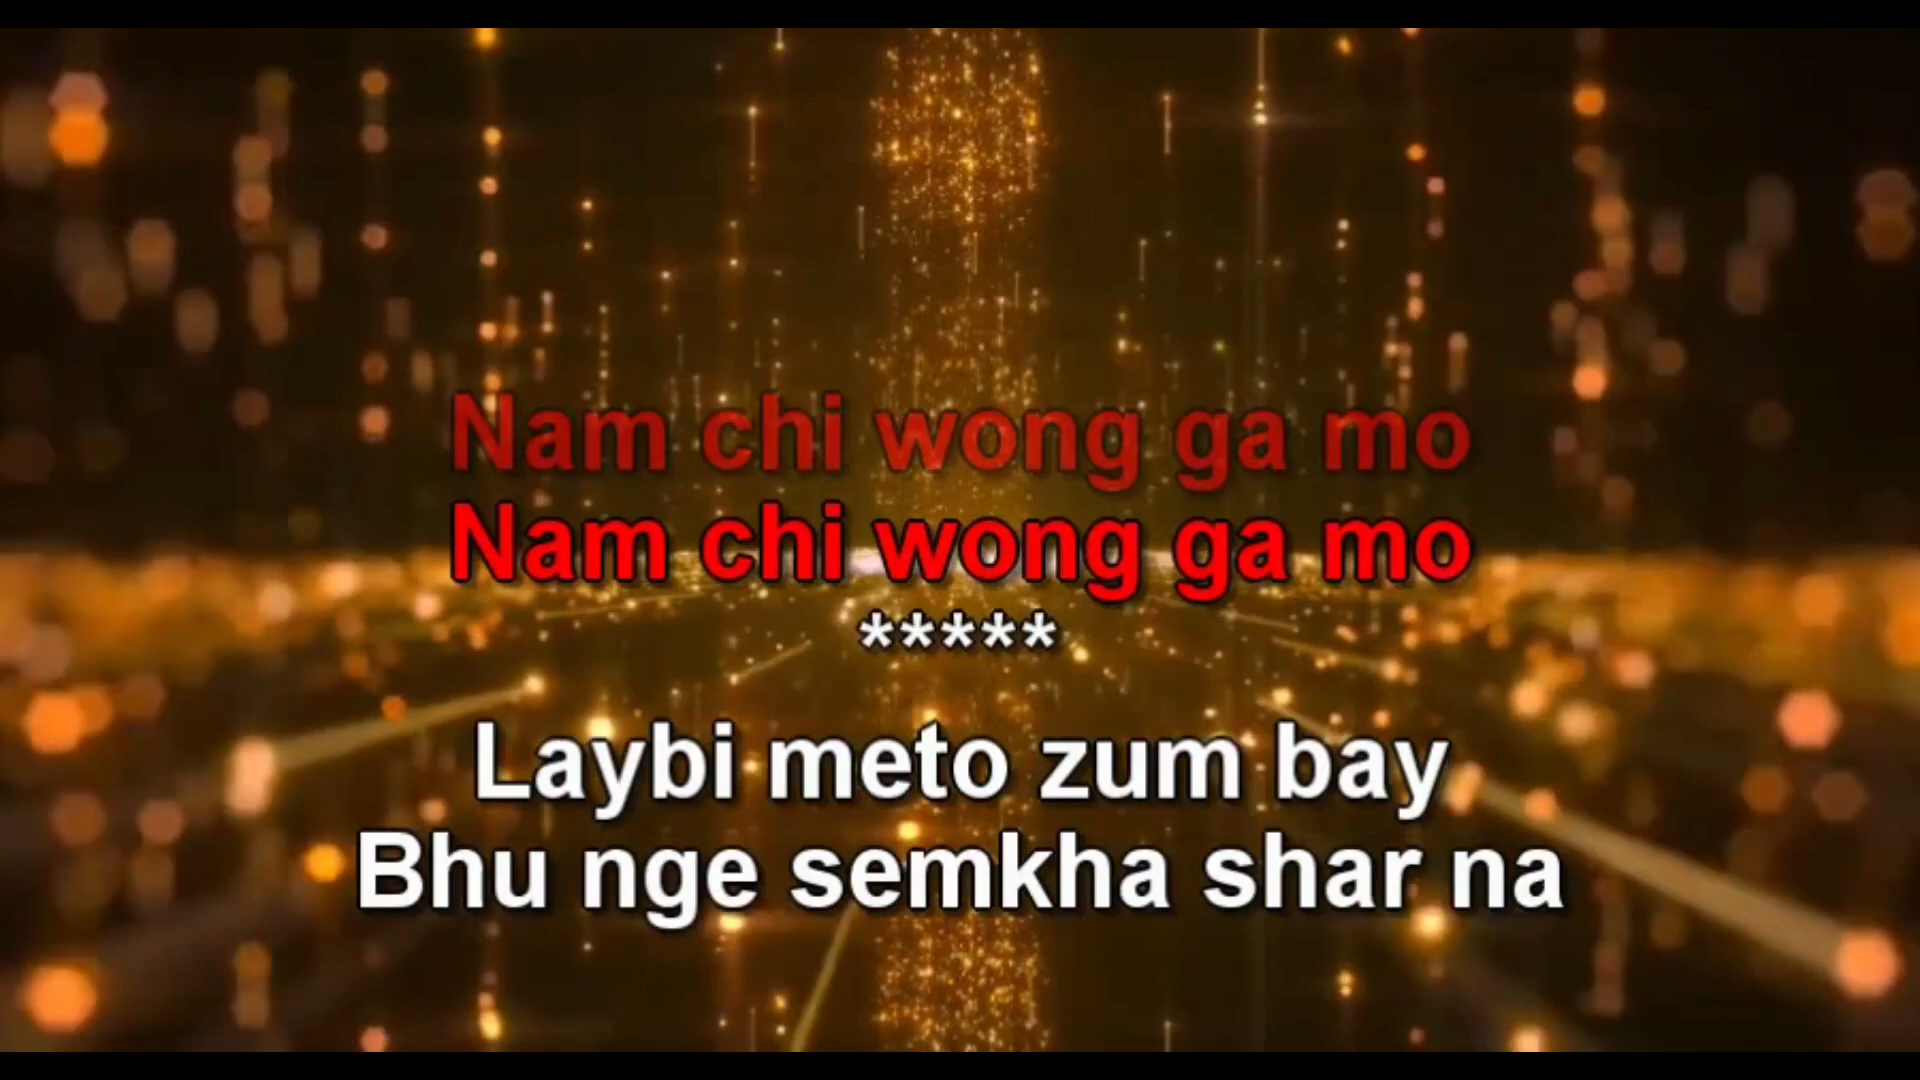 Nam chi wong ga mo
Nam chi wong ga mo
*****
Laybi meto zum bay
Bhu nge semkha shar na